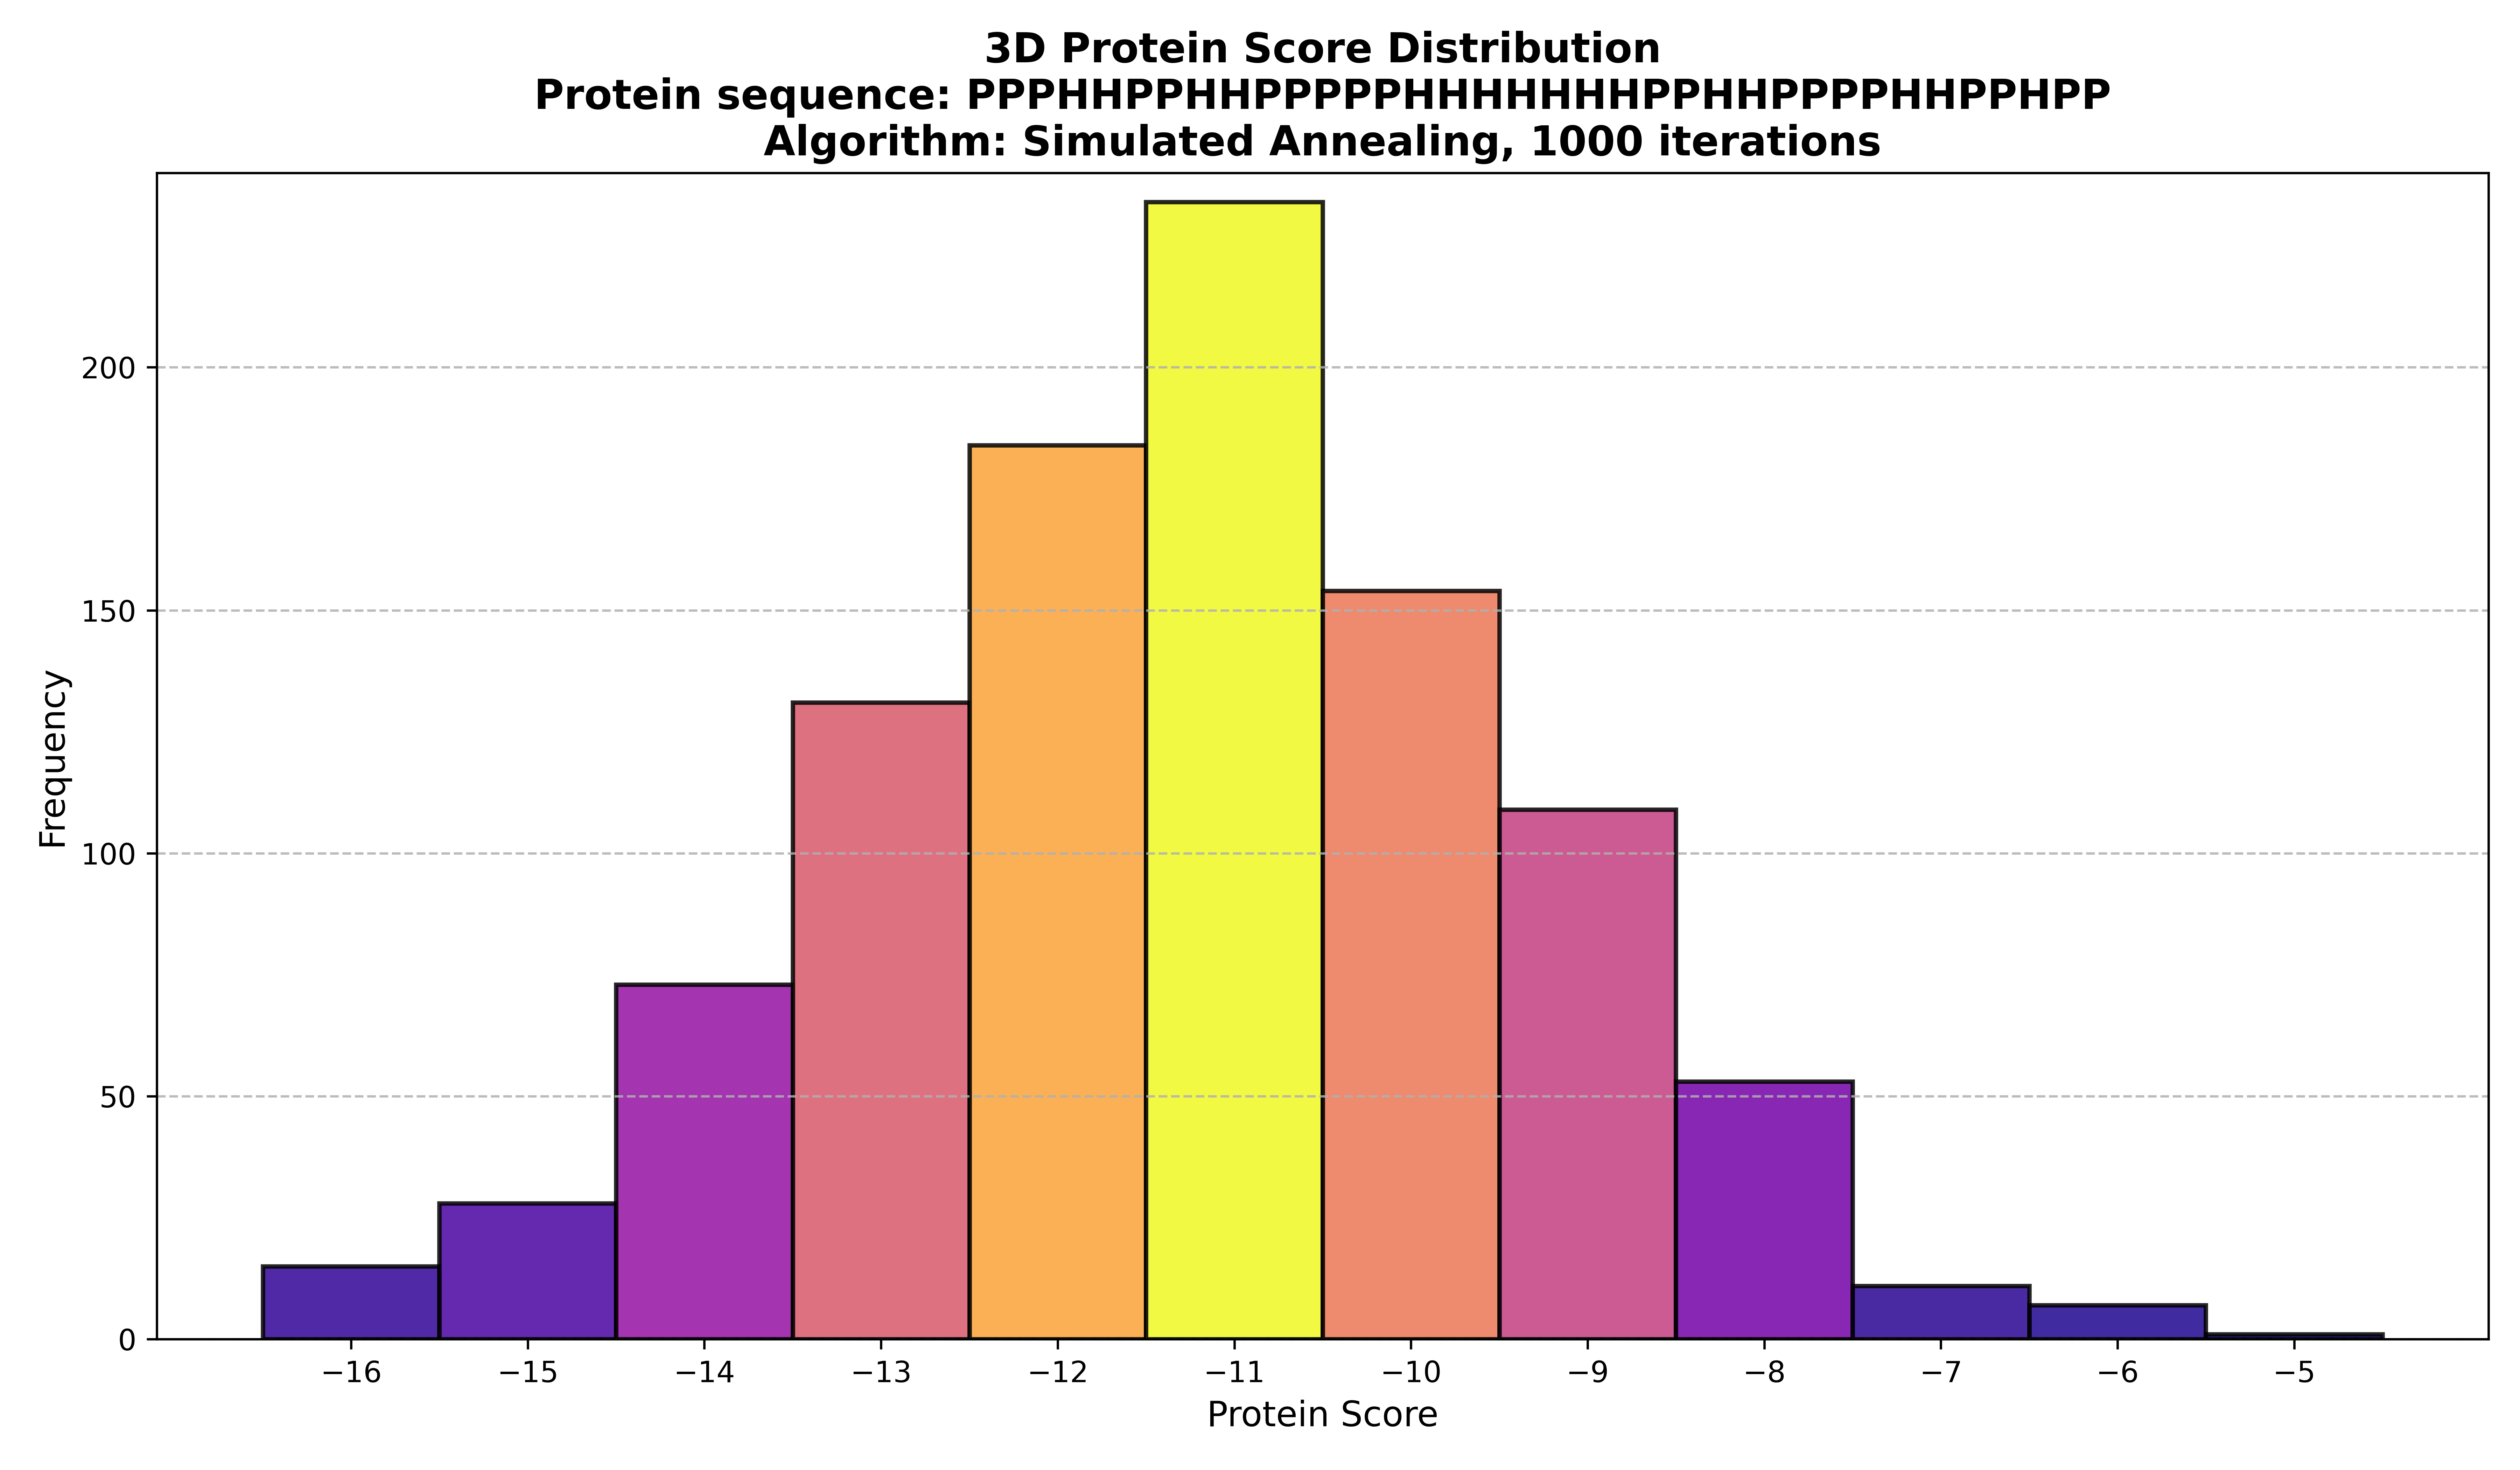 3D Protein Score Distribution
Protein sequence: PPPHHPPHHPPPPPHHHHHHHPPHHPPPPHHPPHPP
Algorithm: Simulated Annealing, 1000 iterations
Frequency
200
150
100
50
0
−16 −15 −14 −13 −12 −11 −10 −9 −8 −7 −6 −5
Protein Score